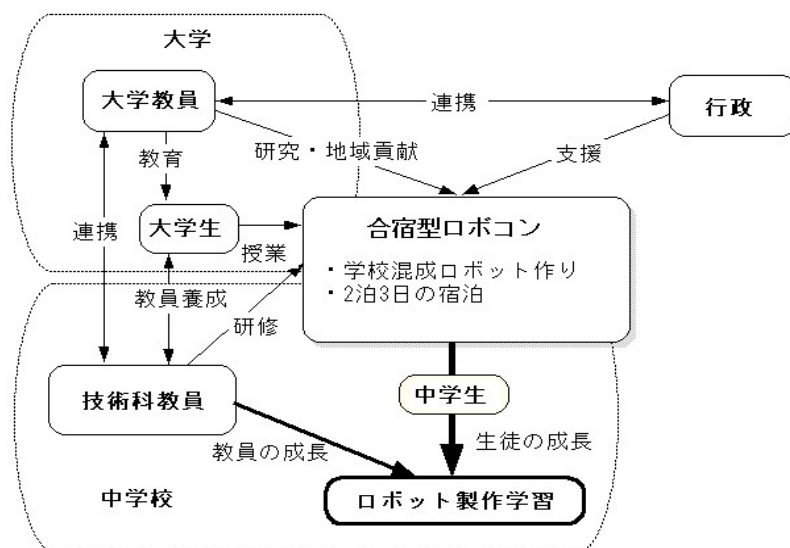 大学
大学教員
連携
行政
教育
研究・地域貢献
支援
連携
大学生
授業
合宿型ロボコン
・学校混成ロボット作り
・2泊3日の宿泊
教員養成
研修
技術科教員
中学生
教員の成長
生徒の成長
中学校
ロボット製作学習